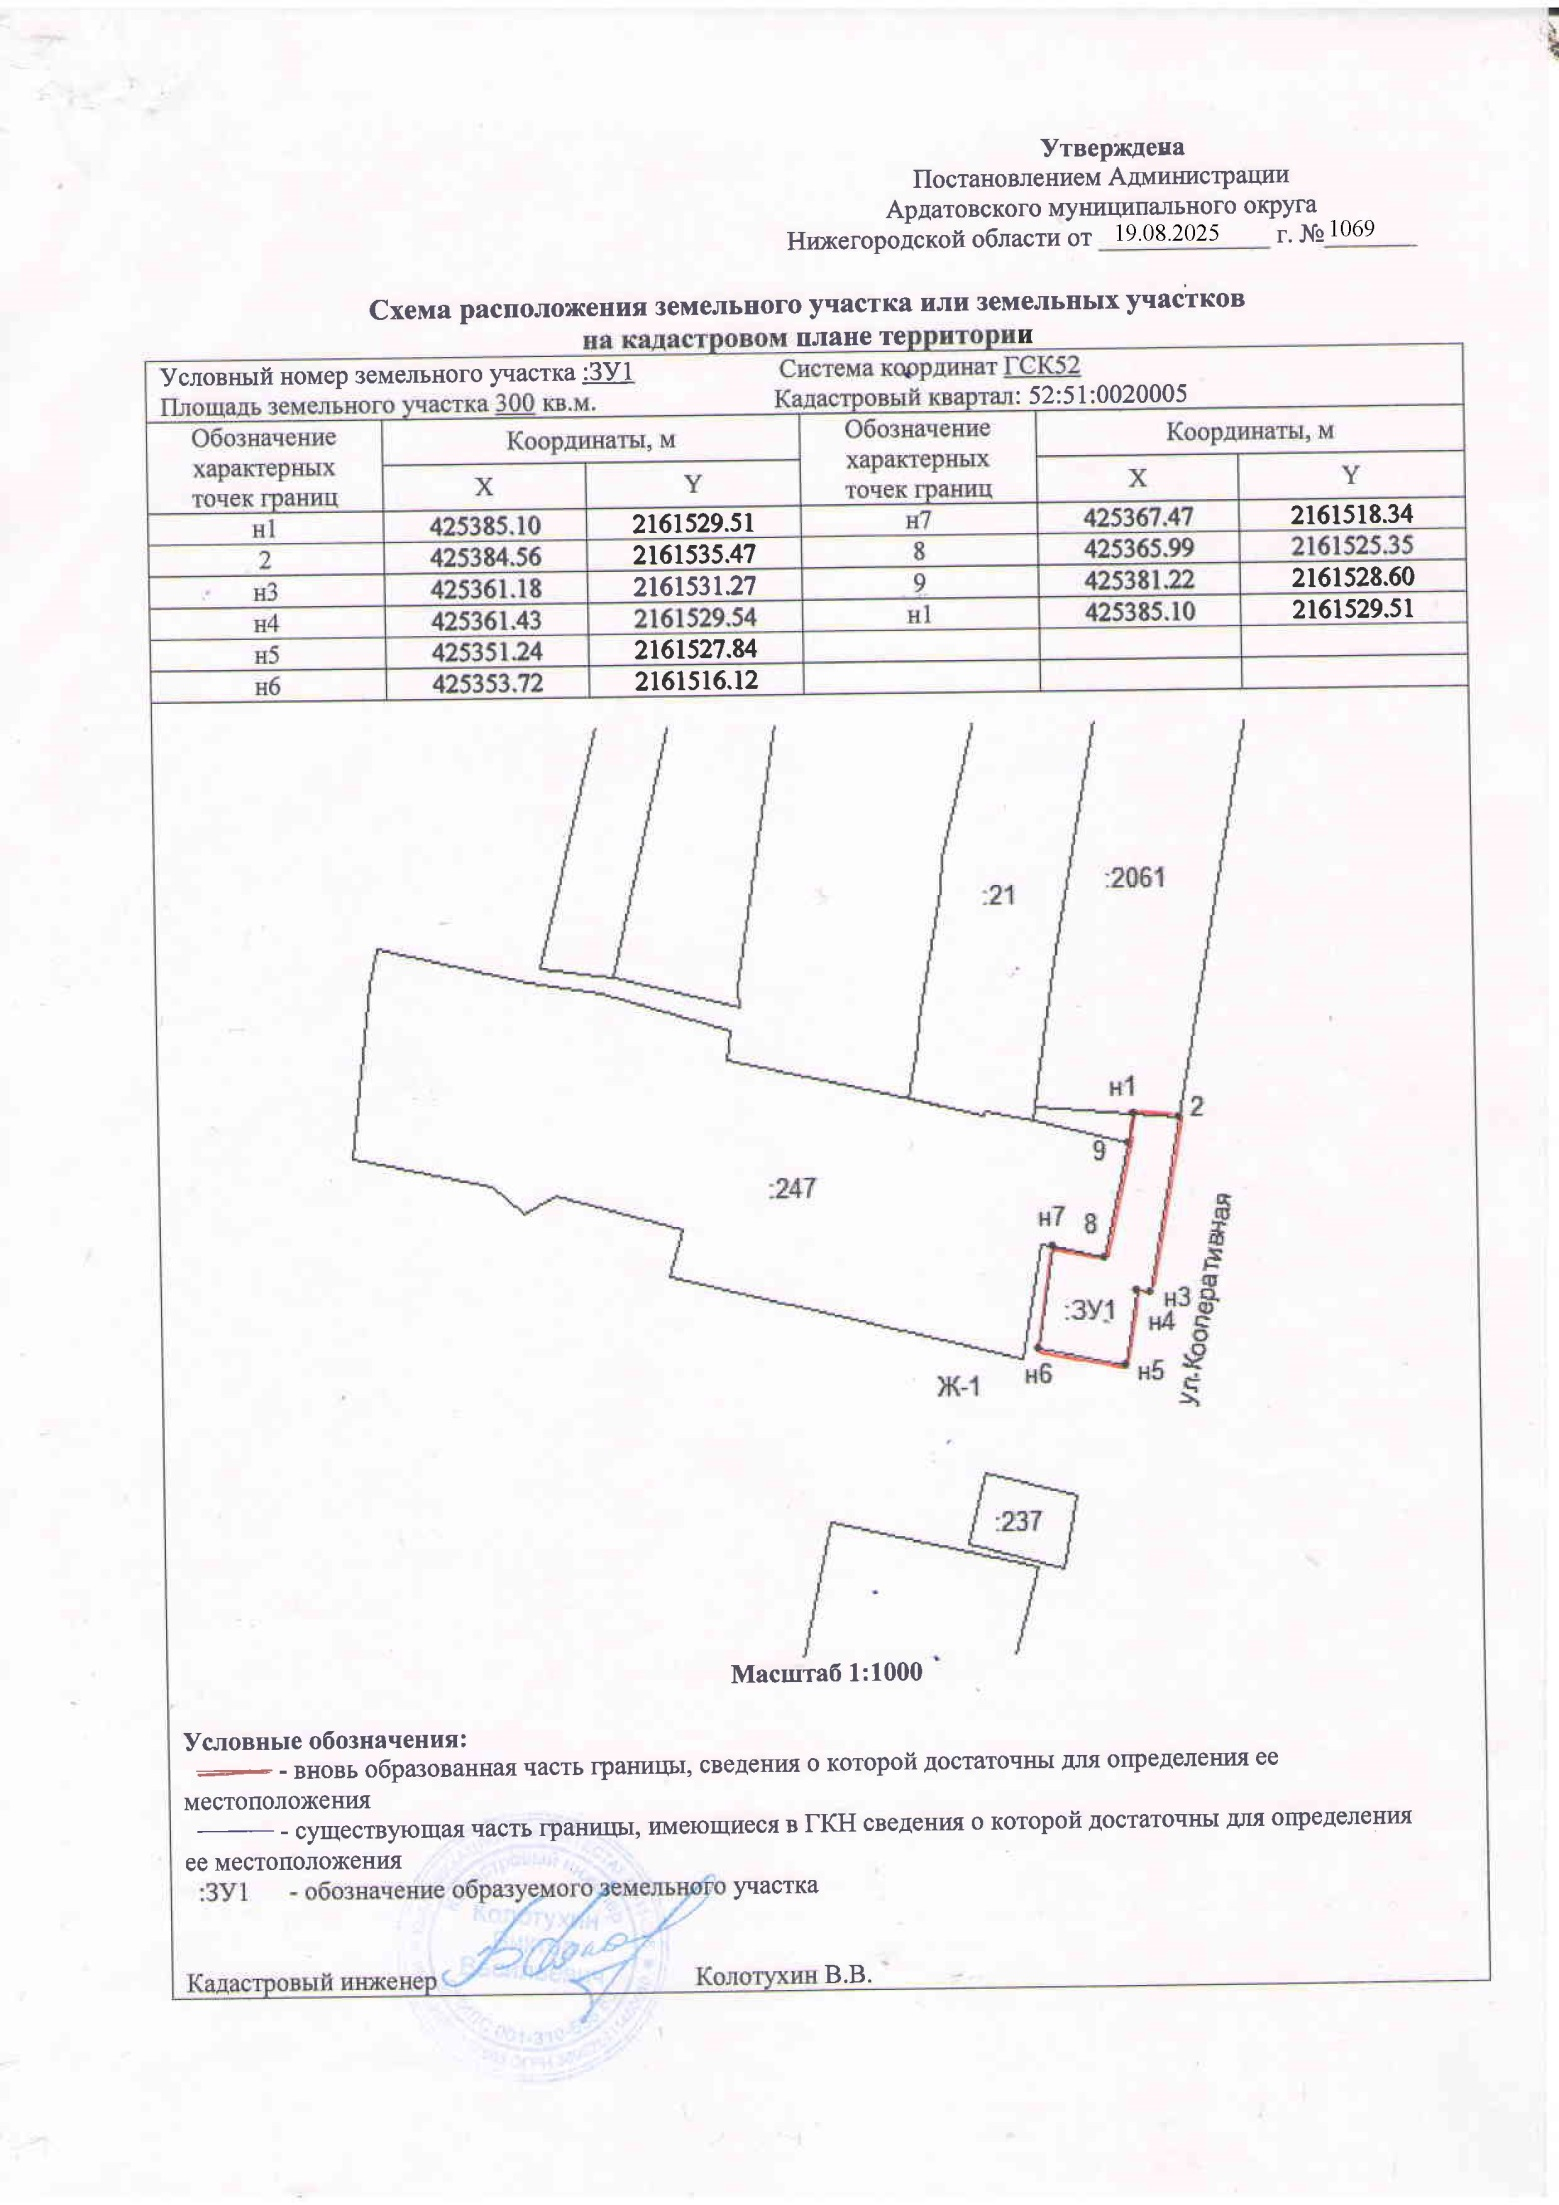 Утверждена
Постановлением Администрации
Ардатовского муниципального округа
Нижегородской области от 19.08.2025 г. № 1069
Схема расположения земельного участка или земельных участков
на кадастровом плане территории
Условный номер земельного участка :ЗУ1 Система координат ГСК52
Площадь земельного участка 300 кв.м. Кадастровый квартал: 52:51:0020005
Обозначение характерных точек границ Координаты, м Обозначение характерных точек границ Координаты, м
X Y X Y
н1 425385.10 2161529.51 н7 425367.47 2161518.34
2 425384.56 2161535.47 8 425365.99 2161525.35
н3 425361.18 2161531.27 9 425381.22 2161528.60
н4 425361.43 2161529.54 н1 425385.10 2161529.51
н5 425351.24 2161527.84
н6 425353.72 2161516.12
:21
:2061
н1
2
9
:247
н7
8
:ЗУ1
н3
н4
н6
н5
Ж-1
ул.Кооперативная
:237
Масштаб 1:1000
Условные обозначения:
- вновь образованная часть границы, сведения о которой достаточны для определения ее
местоположения
- существующая часть границы, имеющиеся в ГКН сведения о которой достаточны для определения
ее местоположения
:ЗУ1 - обозначение образуемого земельного участка
Кадастровый инженер Колотухин В.В.
Кадастровый инженер
Колотухин